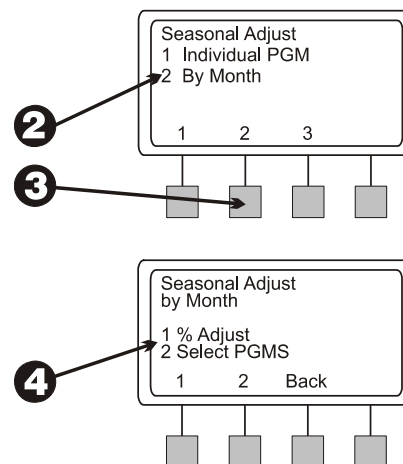 Seasonal Adjust
1 Individual PGM
2 By Month
2
1 2 3
3
Seasonal Adjust
by Month
1 % Adjust
2 Select PGMS
4
1 2 Back